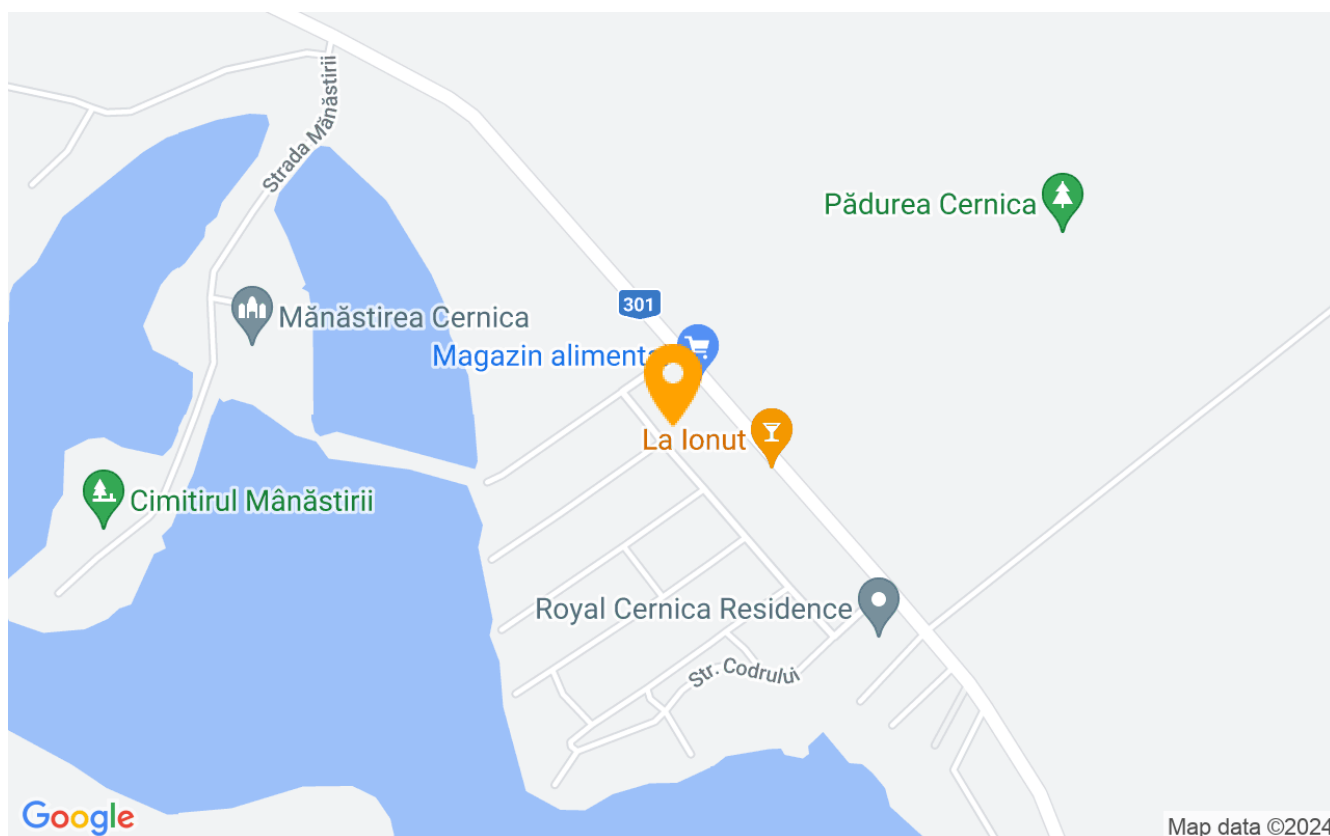 Strada Mănăstirii
Pădurea Cernica
301
Mănăstirea Cernica
Magazin aliment
La Ionut
Cimitirul Mânăstirii
Royal Cernica Residence
Str. Codrului
Google
Map data ©2024